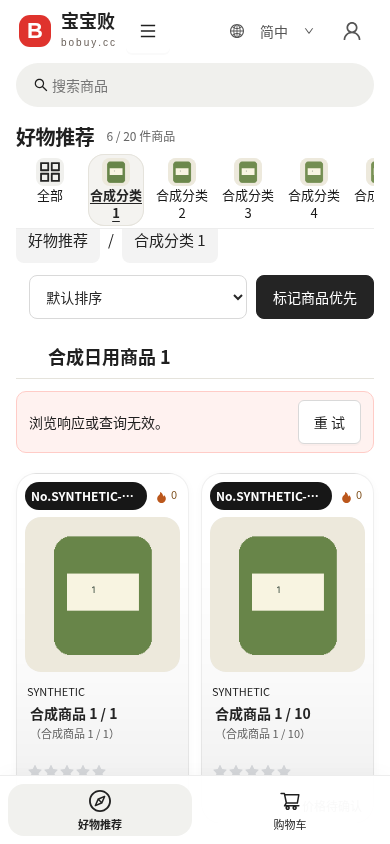 B
宝宝败
bobuy.cc
简中
搜索商品
好物推荐
6 / 20 件商品
全部
合成分类
1
合成分类
2
合成分类
3
合成分类
4
好物推荐 / 合成分类 1
默认排序
标记商品优先
合成日用商品 1
浏览响应或查询无效。
重 试
No.SYNTHETIC-…
0
No.SYNTHETIC-…
0
1
1
SYNTHETIC
合成商品 1 / 1
（合成商品 1 / 1）
SYNTHETIC
合成商品 1 / 10
（合成商品 1 / 10）
好物推荐
购物车